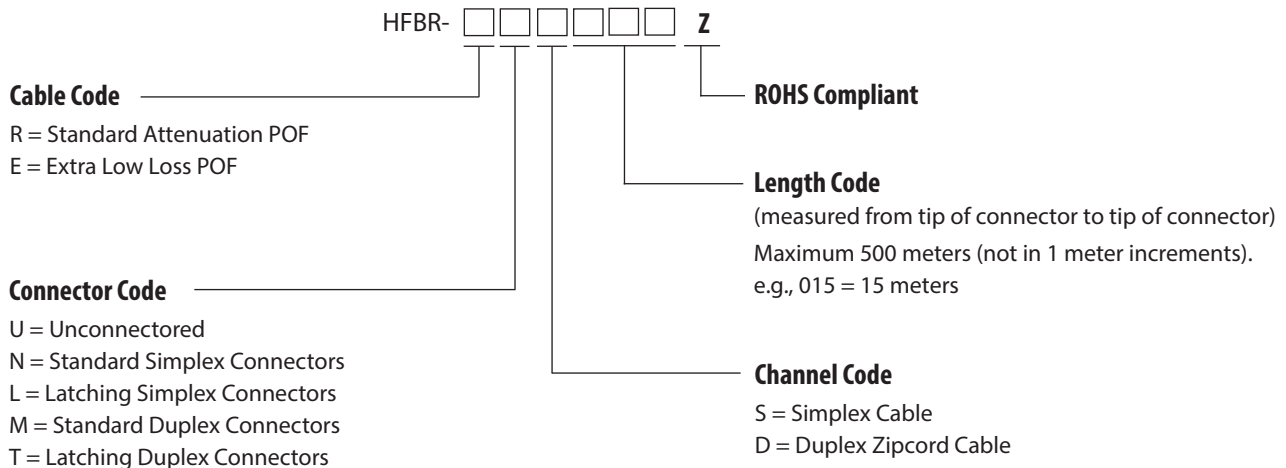 HFBR- Z
Cable Code
R = Standard Attenuation POF
E = Extra Low Loss POF
Connector Code
U = Unconnectored
N = Standard Simplex Connectors
L = Latching Simplex Connectors
M = Standard Duplex Connectors
T = Latching Duplex Connectors
ROHS Compliant
Length Code
(measured from tip of connector to tip of connector)
Maximum 500 meters (not in 1 meter increments).
e.g., 015 = 15 meters
Channel Code
S = Simplex Cable
D = Duplex Zipcord Cable